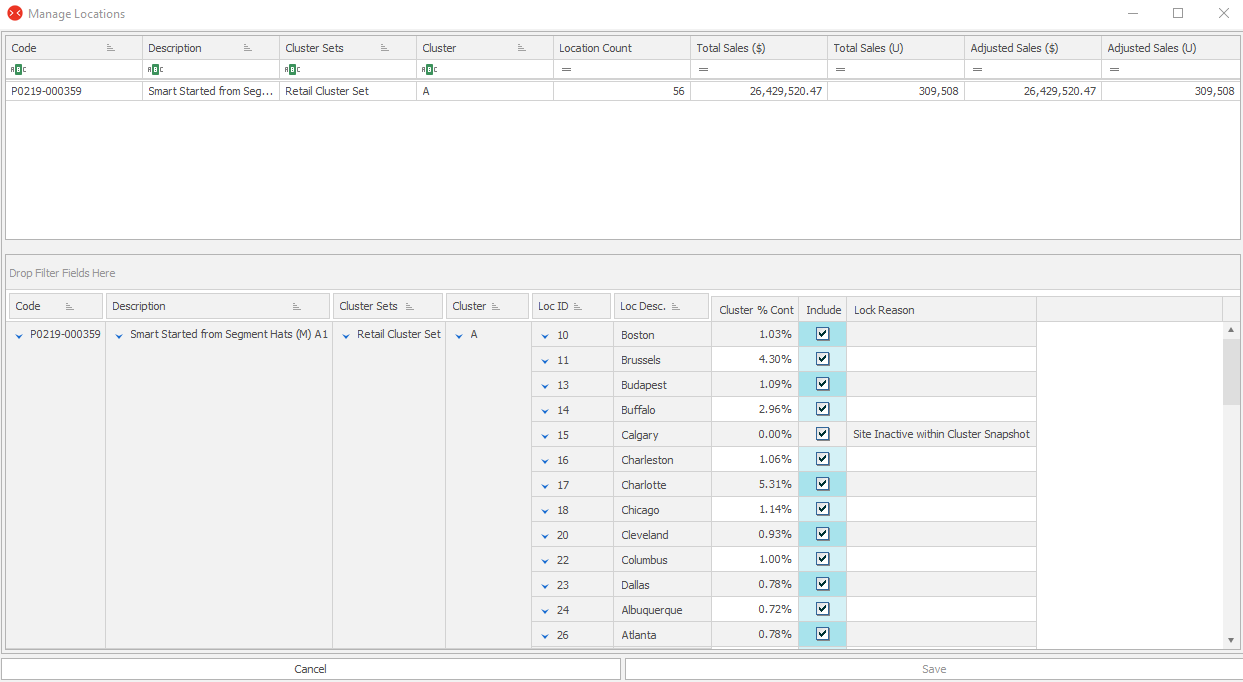 Manage Locations
Code Description Cluster Sets Cluster Location Count Total Sales ($) Total Sales (U) Adjusted Sales ($) Adjusted Sales (U)
ABC ABC ABC ABC = = = = =
P0219-000359 Smart Started from Seg... Retail Cluster Set A 56 26,429,520.47 309,508 26,429,520.47 309,508
Drop Filter Fields Here
Code Description Cluster Sets Cluster Loc ID Loc Desc. Cluster % Cont Include Lock Reason
P0219-000359 Smart Started from Segment Hats (M) A1 Retail Cluster Set A 10 Boston 1.03%
11 Brussels 4.30%
13 Budapest 1.09%
14 Buffalo 2.96%
15 Calgary 0.00% Site Inactive within Cluster Snapshot
16 Charleston 1.06%
17 Charlotte 5.31%
18 Chicago 1.14%
20 Cleveland 0.93%
22 Columbus 1.00%
23 Dallas 0.78%
24 Albuquerque 0.72%
26 Atlanta 0.78%
Cancel Save